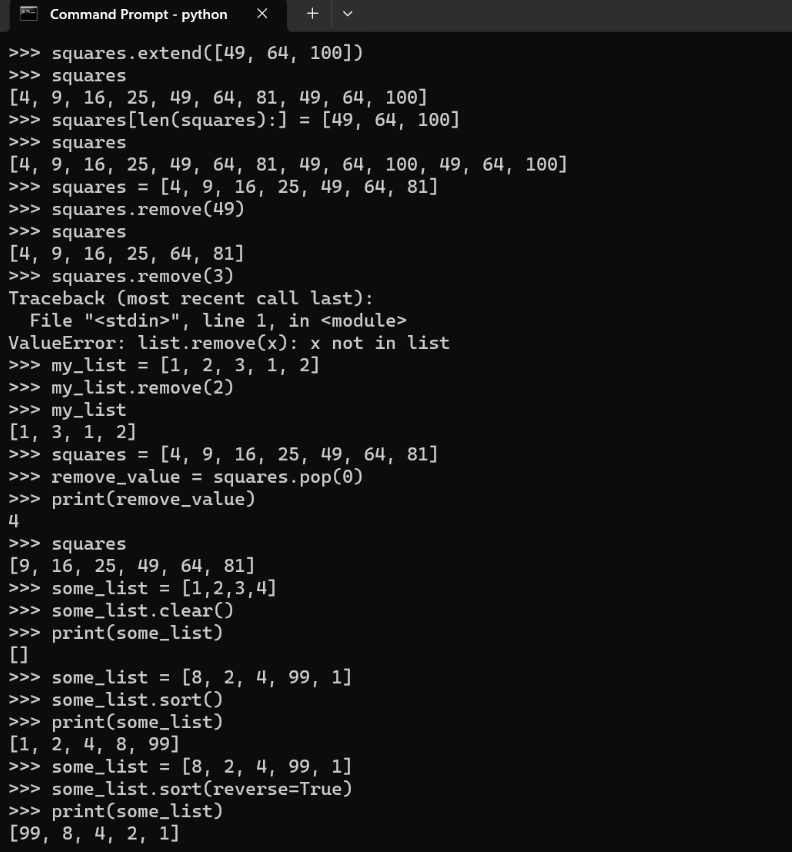 Command Prompt - python
>>> squares.extend([49, 64, 100])
>>> squares
[4, 9, 16, 25, 49, 64, 81, 49, 64, 100]
>>> squares[len(squares):] = [49, 64, 100]
>>> squares
[4, 9, 16, 25, 49, 64, 81, 49, 64, 100, 49, 64, 100]
>>> squares = [4, 9, 16, 25, 49, 64, 81]
>>> squares.remove(49)
>>> squares
[4, 9, 16, 25, 64, 81]
>>> squares.remove(3)
Traceback (most recent call last):
  File "<stdin>", line 1, in <module>
ValueError: list.remove(x): x not in list
>>> my_list = [1, 2, 3, 1, 2]
>>> my_list.remove(2)
>>> my_list
[1, 3, 1, 2]
>>> squares = [4, 9, 16, 25, 49, 64, 81]
>>> remove_value = squares.pop(0)
>>> print(remove_value)
4
>>> squares
[9, 16, 25, 49, 64, 81]
>>> some_list = [1,2,3,4]
>>> some_list.clear()
>>> print(some_list)
[]
>>> some_list = [8, 2, 4, 99, 1]
>>> some_list.sort()
>>> print(some_list)
[1, 2, 4, 8, 99]
>>> some_list = [8, 2, 4, 99, 1]
>>> some_list.sort(reverse=True)
>>> print(some_list)
[99, 8, 4, 2, 1]